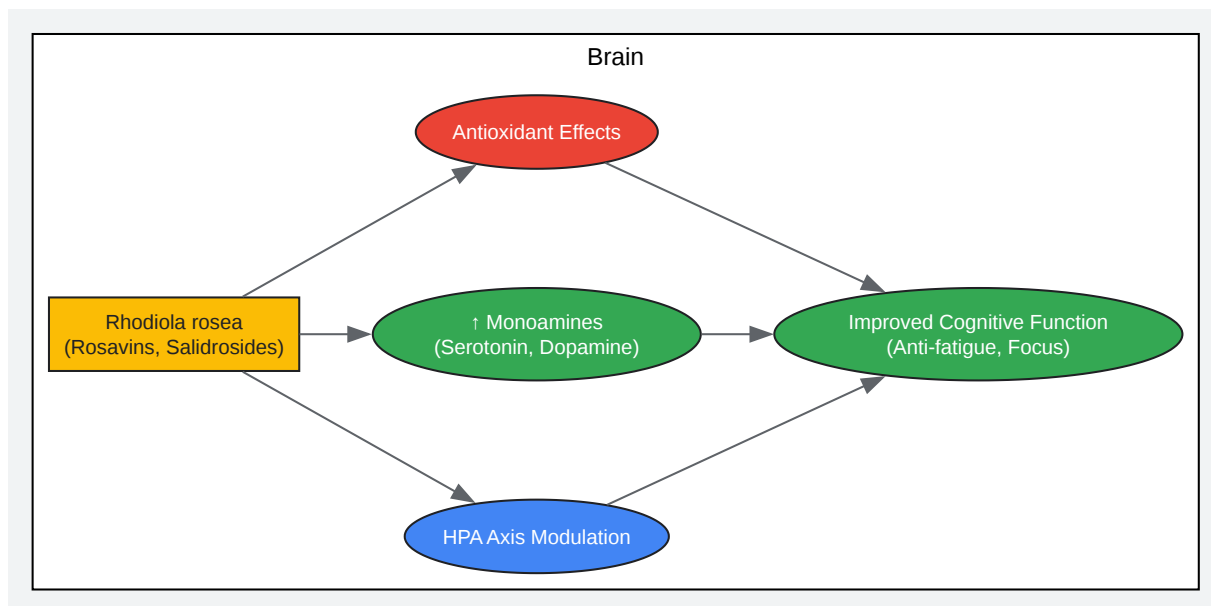 Brain
Antioxidant Effects
Rhodiola rosea
(Rosavins, Salidrosides)
↑ Monoamines
(Serotonin, Dopamine)
Improved Cognitive Function
(Anti-fatigue, Focus)
HPA Axis Modulation